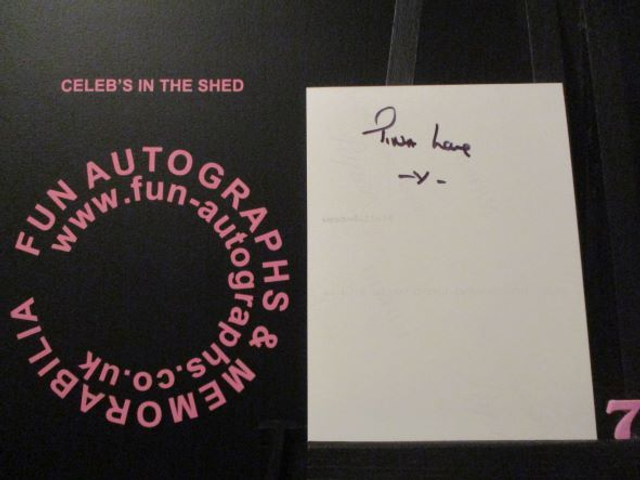 CELEB'S IN THE SHED
FUN AUTOGRAPHS & MEMORABILIA
www.fun-autographs.co.uk
Tina Lane
-Y-
7